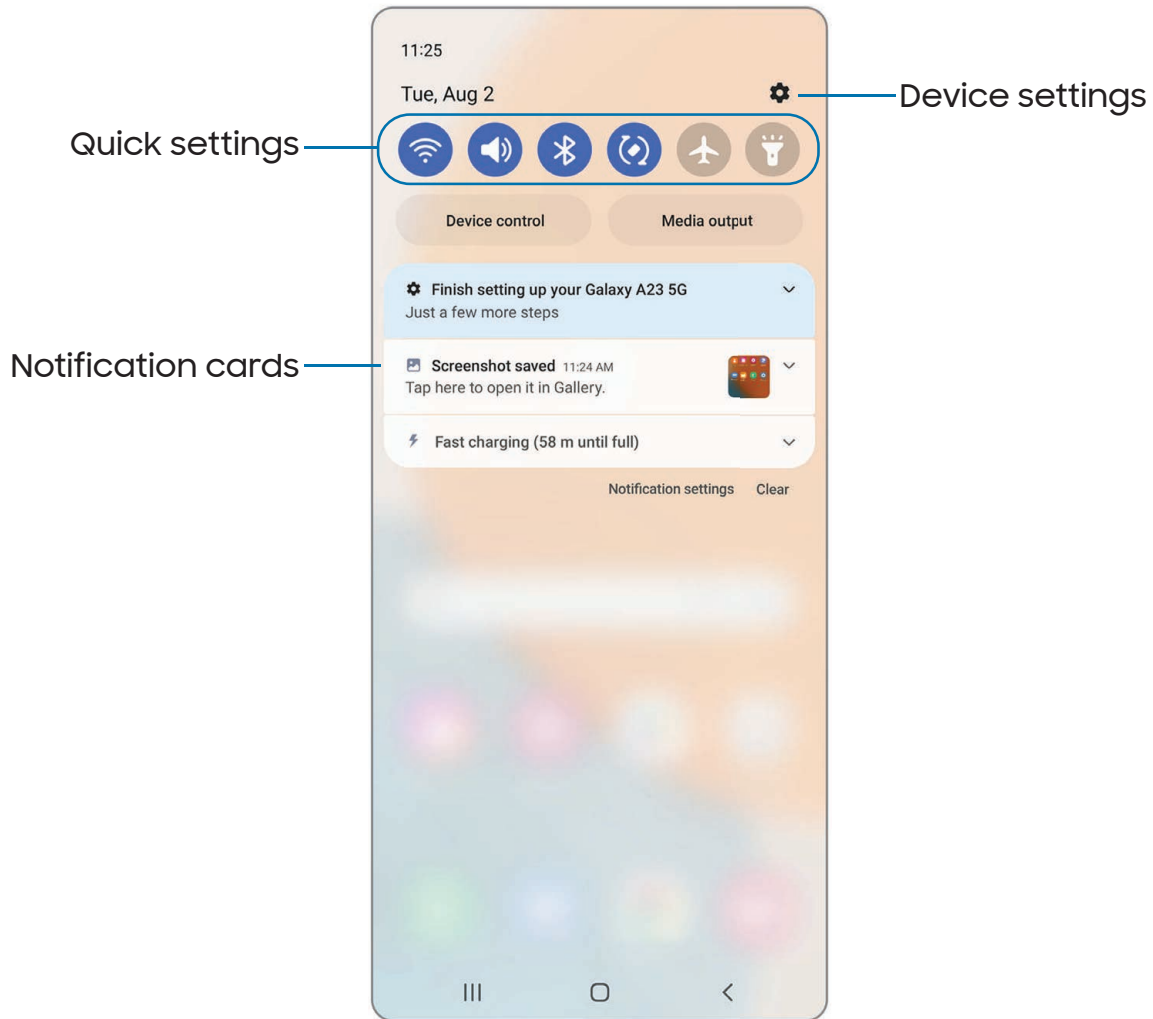 11:25
Tue, Aug 2
Device settings
Quick settings
Device control
Media output
Finish setting up your Galaxy A23 5G
Just a few more steps
Notification cards
Screenshot saved 11:24 AM
Tap here to open it in Gallery.
Fast charging (58 m until full)
Notification settings
Clear